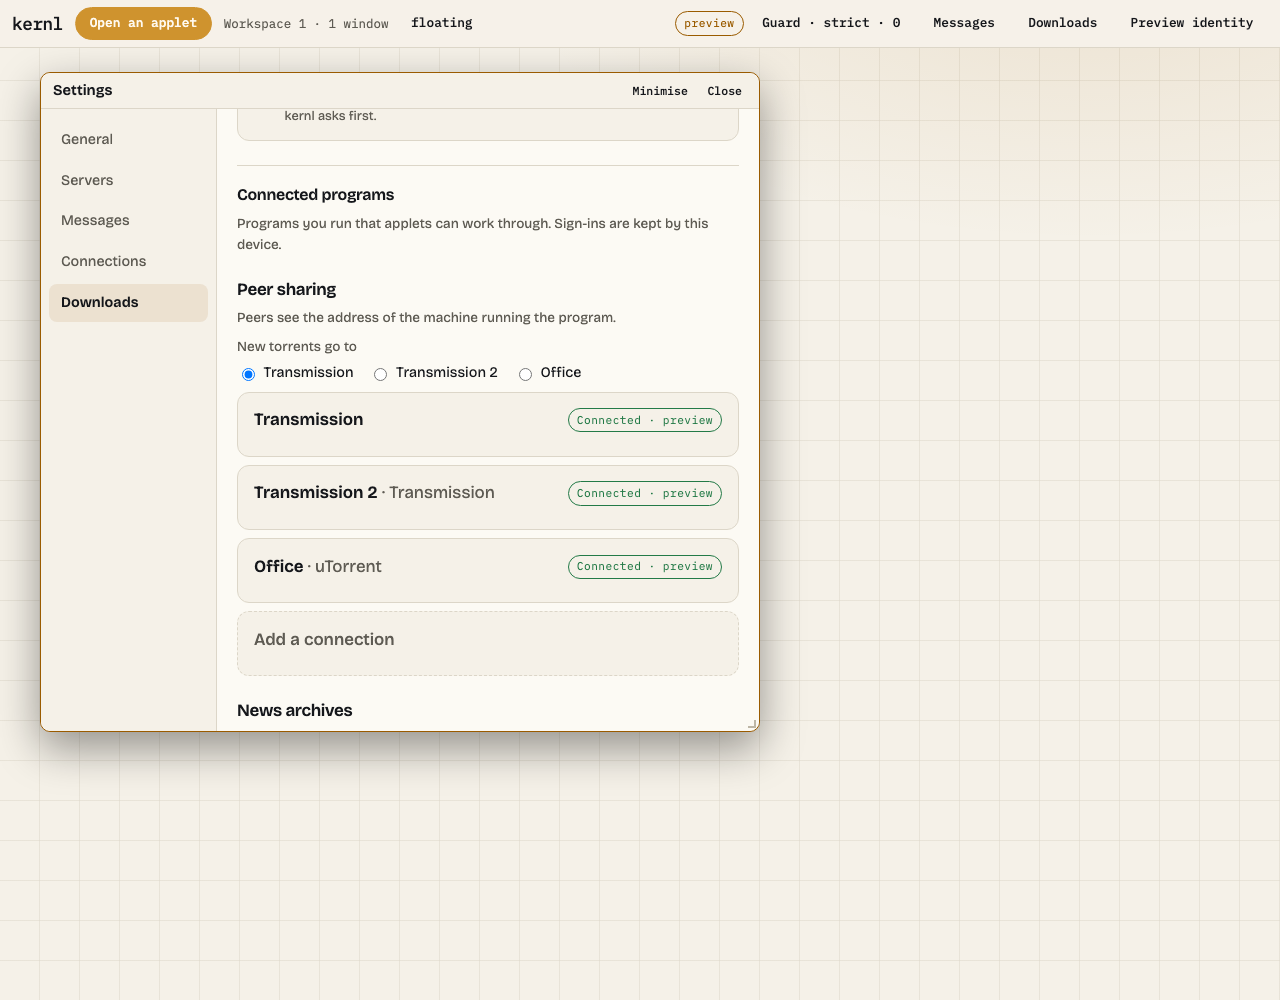 kernl
Open an applet
Workspace 1 · 1 window
floating
preview
Guard · strict · 0
Messages
Downloads
Preview identity
Settings
Minimise
Close
General
Servers
Messages
Connections
Downloads
kernl asks first.
Connected programs
Programs you run that applets can work through. Sign-ins are kept by this
device.
Peer sharing
Peers see the address of the machine running the program.
New torrents go to
Transmission
Transmission 2
Office
Transmission
Connected · preview
Transmission 2 · Transmission
Connected · preview
Office · uTorrent
Connected · preview
Add a connection
News archives